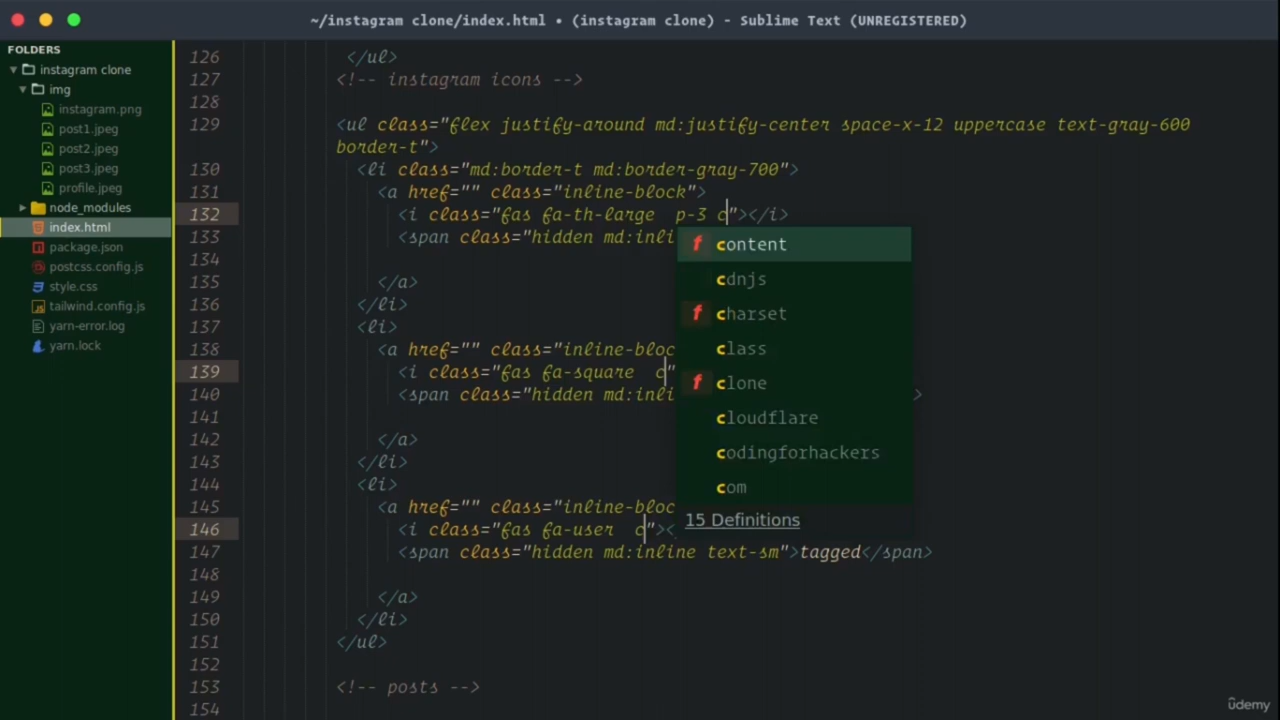 ~/instagram clone/index.html • (instagram clone) - Sublime Text (UNREGISTERED)
FOLDERS
instagram clone
img
instagram.png
post1.jpeg
post2.jpeg
post3.jpeg
profile.jpeg
node_modules
index.html
package.json
postcss.config.js
style.css
tailwind.config.js
yarn-error.log
yarn.lock
126 </ul>
127 <!-- instagram icons -->
128
129 <ul class="flex justify-around md:justify-center space-x-12 uppercase text-gray-600
border-t">
130 <li class="md:border-t md:border-gray-700">
131 <a href="" class="inline-block">
132 <i class="fas fa-th-large  p-3 c"></i>
133 <span class="hidden md:inli
134
135 </a>
136 </li>
137 <li>
138 <a href="" class="inline-bloc
139 <i class="fas fa-square  c"
140 <span class="hidden md:inli >
141
142 </a>
143 </li>
144 <li>
145 <a href="" class="inline-bloc
146 <i class="fas fa-user  c"><
147 <span class="hidden md:inline text-sm">tagged</span>
148
149 </a>
150 </li>
151 </ul>
152
153 <!-- posts -->
154
f content
cdnjs
f charset
class
f clone
cloudflare
codingforhackers
com
15 Definitions
ûdemy